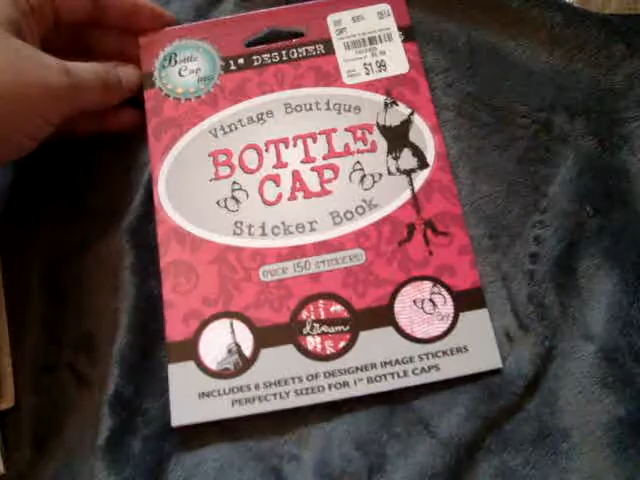 Bottle
Cap
1" DESIGNER
$1.99
Vintage Boutique
BOTTLE
CAP
Sticker Book
OVER 150 STICKERS!
dream
INCLUDES 8 SHEETS OF DESIGNER IMAGE STICKERS
PERFECTLY SIZED FOR 1" BOTTLE CAPS